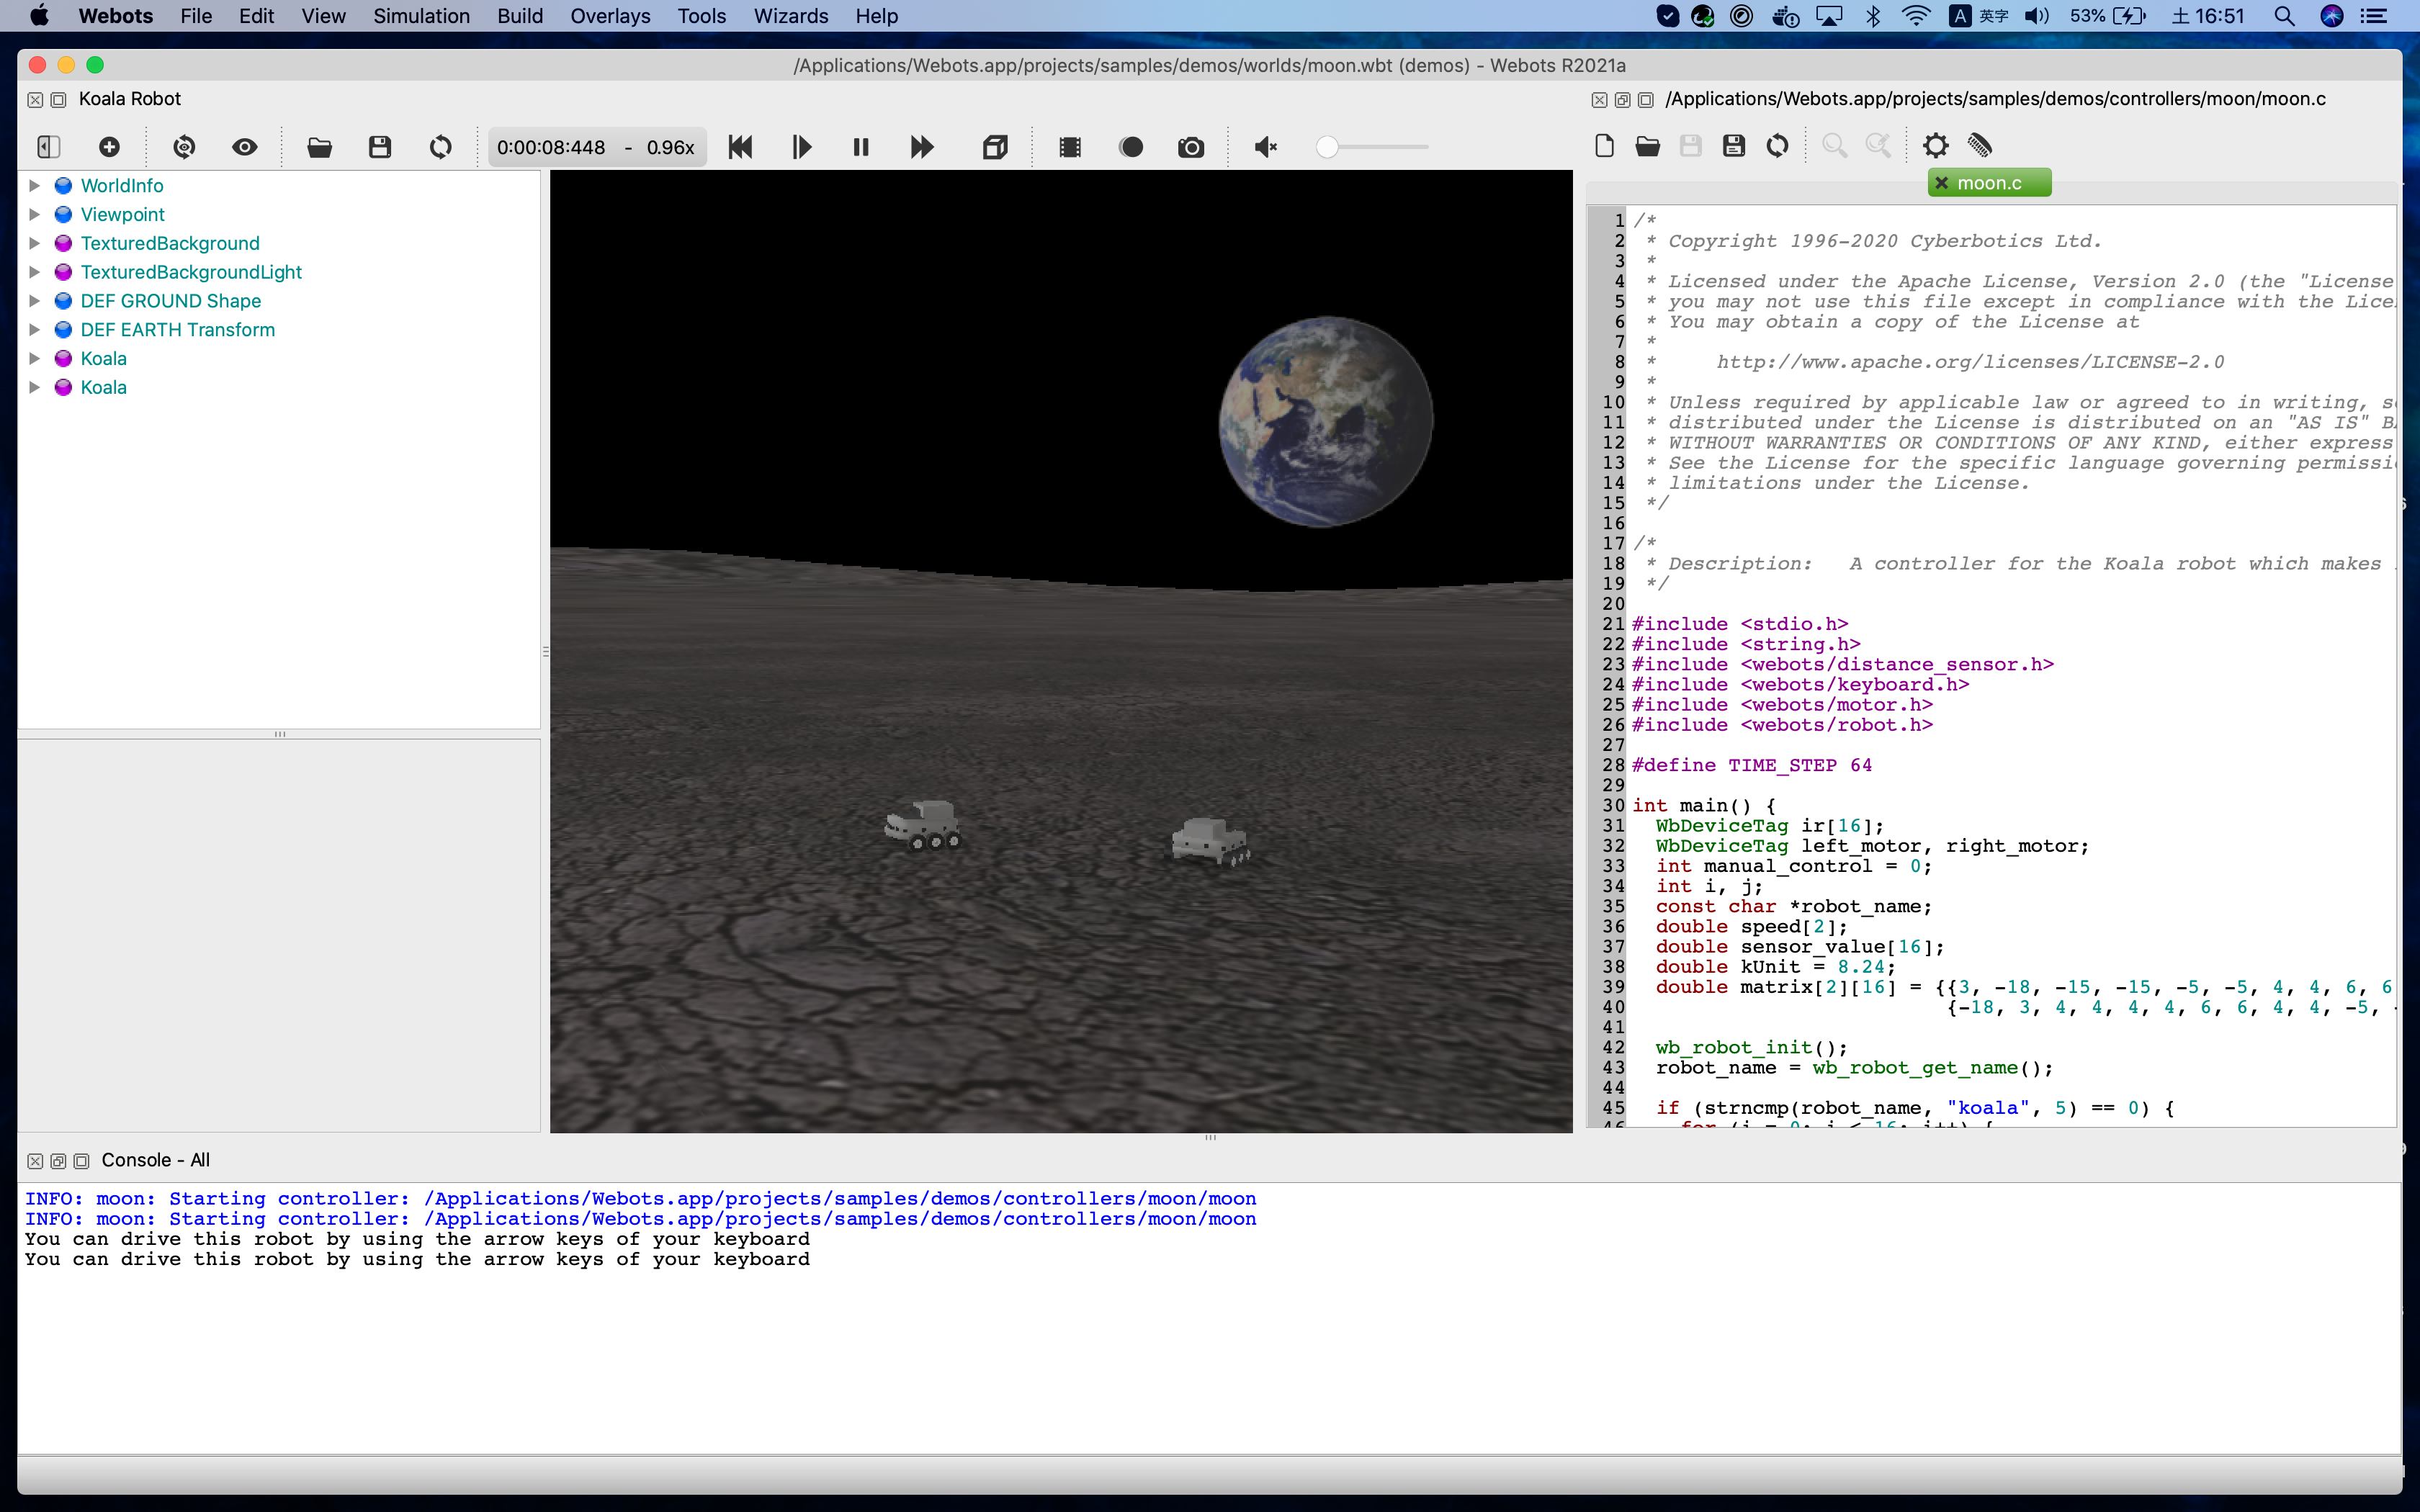 Webots File Edit View Simulation Build Overlays Tools Wizards Help A 英字 53% 土 16:51
/Applications/Webots.app/projects/samples/demos/worlds/moon.wbt (demos) - Webots R2021a
Koala Robot
0:00:08:448 - 0.96x
WorldInfo
Viewpoint
TexturedBackground
TexturedBackgroundLight
DEF GROUND Shape
DEF EARTH Transform
Koala
Koala
/Applications/Webots.app/projects/samples/demos/controllers/moon/moon.c
moon.c
1 /*
2 * Copyright 1996-2020 Cyberbotics Ltd.
3 *
4 * Licensed under the Apache License, Version 2.0 (the "License
5 * you may not use this file except in compliance with the Lice
6 * You may obtain a copy of the License at
7 *
8 * http://www.apache.org/licenses/LICENSE-2.0
9 *
10 * Unless required by applicable law or agreed to in writing, s
11 * distributed under the License is distributed on an "AS IS" B
12 * WITHOUT WARRANTIES OR CONDITIONS OF ANY KIND, either express
13 * See the License for the specific language governing permissi
14 * limitations under the License.
15 */
16
17 /*
18 * Description: A controller for the Koala robot which makes
19 */
20
21 #include <stdio.h>
22 #include <string.h>
23 #include <webots/distance_sensor.h>
24 #include <webots/keyboard.h>
25 #include <webots/motor.h>
26 #include <webots/robot.h>
27
28 #define TIME_STEP 64
29
30 int main() {
31 WbDeviceTag ir[16];
32 WbDeviceTag left_motor, right_motor;
33 int manual_control = 0;
34 int i, j;
35 const char *robot_name;
36 double speed[2];
37 double sensor_value[16];
38 double kUnit = 8.24;
39 double matrix[2][16] = {{3, -18, -15, -15, -5, -5, 4, 4, 6, 6
40 {-18, 3, 4, 4, 4, 4, 6, 6, 4, 4, -5, -
41
42 wb_robot_init();
43 robot_name = wb_robot_get_name();
44
45 if (strncmp(robot_name, "koala", 5) == 0) {
46 for (i = 0; i < 16; i++) {
Console - All
INFO: moon: Starting controller: /Applications/Webots.app/projects/samples/demos/controllers/moon/moon
INFO: moon: Starting controller: /Applications/Webots.app/projects/samples/demos/controllers/moon/moon
You can drive this robot by using the arrow keys of your keyboard
You can drive this robot by using the arrow keys of your keyboard